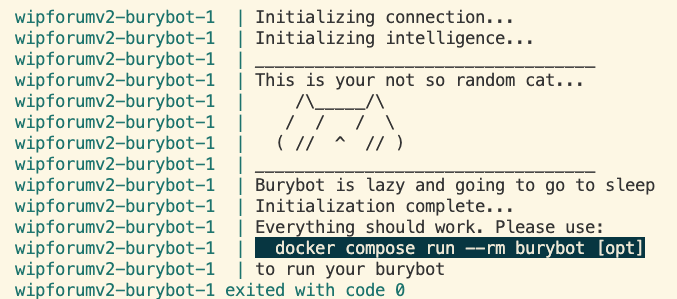 wipforumv2-burybot-1  | Initializing connection...
wipforumv2-burybot-1  | Initializing intelligence...
wipforumv2-burybot-1  | __________________________________
wipforumv2-burybot-1  | This is your not so random cat...
wipforumv2-burybot-1  |     /\_____/\
wipforumv2-burybot-1  |    /  /   /  \
wipforumv2-burybot-1  |   ( //  ^  // )
wipforumv2-burybot-1  | __________________________________
wipforumv2-burybot-1  | Burybot is lazy and going to go to sleep
wipforumv2-burybot-1  | Initialization complete...
wipforumv2-burybot-1  | Everything should work. Please use:
wipforumv2-burybot-1  |   docker compose run --rm burybot [opt]
wipforumv2-burybot-1  | to run your burybot
wipforumv2-burybot-1 exited with code 0